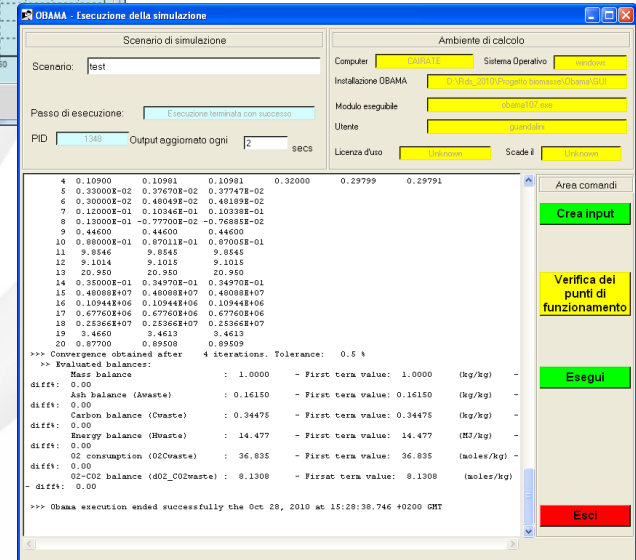 50
OBAMA - Esecuzione della simulazione
Scenario di simulazione
Scenario: test
Passo di esecuzione: Esecuzione terminata con successo
PID 1348 Output aggiornato ogni 2 secs
Ambiente di calcolo
Computer CAIRATE Sistema Operativo windows
Installazione OBAMA D:\Rds_2010\Progetto biomasse\Obama\GUI
Modulo eseguibile obama107.exe
Utente guandalini
Licenza d'uso Unknown Scade il Unknown
4 0.10900 0.10981 0.10981 0.32000 0.29799 0.29791
5 0.33000E-02 0.37670E-02 0.37747E-02
6 0.30000E-02 0.48049E-02 0.48189E-02
7 0.12000E-01 0.10346E-01 0.10338E-01
8 0.13000E-01 -0.77700E-02 -0.76885E-02
9 0.44600 0.44600 0.44600
10 0.88000E-01 0.87011E-01 0.87005E-01
11 9.8546 9.8545 9.8545
12 9.1014 9.1015 9.1015
13 20.950 20.950 20.950
14 0.35000E-01 0.34970E-01 0.34970E-01
15 0.48088E+07 0.48088E+07 0.48088E+07
16 0.10944E+06 0.10944E+06 0.10944E+06
17 0.67760E+06 0.67760E+06 0.67760E+06
18 0.25366E+07 0.25366E+07 0.25366E+07
19 3.4660 3.4613 3.4613
20 0.87700 0.89508 0.89509
>>> Convergence obtained after 4 iterations. Tolerance: 0.5 %
>> Evaluated balances:
Mass balance : 1.0000 - First term value: 1.0000 (kg/kg) -
diff%: 0.00
Ash balance (Awaste) : 0.16150 - First term value: 0.16150 (kg/kg) -
diff%: 0.00
Carbon balance (Cwaste) : 0.34475 - First term value: 0.34475 (kg/kg) -
diff%: 0.00
Energy balance (Hwaste) : 14.477 - First term value: 14.477 (MJ/kg) -
diff%: 0.00
O2 consumption (O2Cwaste) : 36.835 - First term value: 36.835 (moles/kg) -
diff%: 0.00
O2-CO2 balance (dO2_CO2waste) : 8.1308 - Firsat term value: 8.1308 (moles/kg)
- diff%: 0.00
>>> Obama execution ended successfully the Oct 28, 2010 at 15:28:38.746 +0200 GMT
Area comandi
Crea input
Verifica dei
punti di
funzionamento
Esegui
Esci